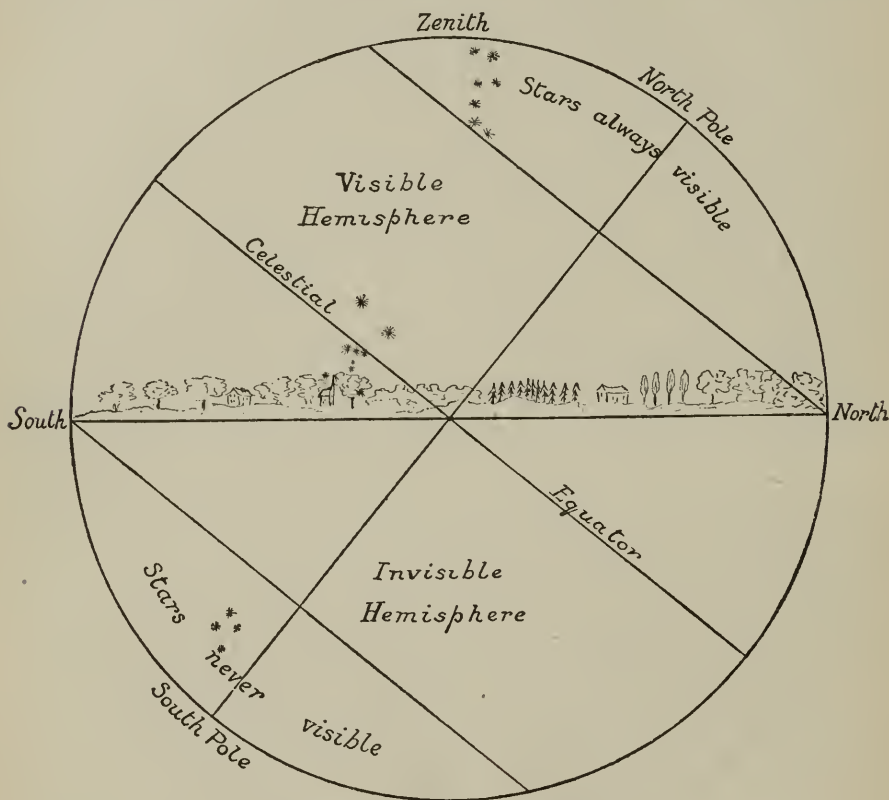 Zenith
North Pole
Stars always
visible
Visible
Hemisphere
Celestial
South
North
Equator
Invisible
Hemisphere
Stars
never
visible
South Pole